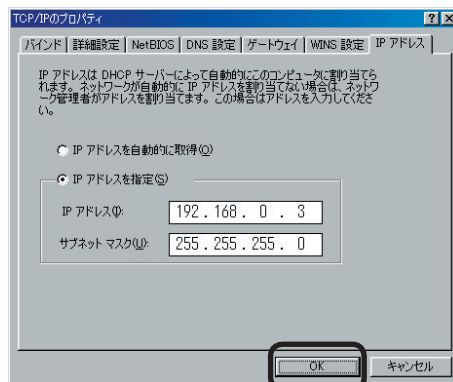 TCP/IPのプロパティ
バインド 詳細設定 NetBIOS DNS 設定 ゲートウェイ WINS 設定 IP アドレス
IP アドレスは DHCP サーバーによって自動的にこのコンピュータに割り当てら
れます。ネットワークが自動的に IP アドレスを割り当てない場合は、ネットワ
ーク管理者がアドレスを割り当てます。この場合はアドレスを入力してくださ
い。
IP アドレスを自動的に取得(O)
IP アドレスを指定(S)
IP アドレス(I): 192.168.0.3
サブネット マスク(U): 255.255.255.0
OK キャンセル